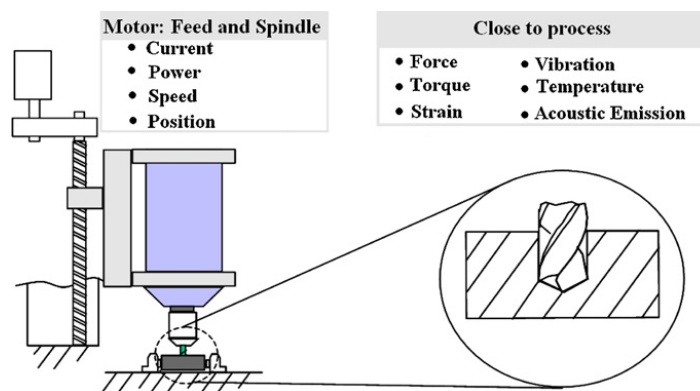 Motor: Feed and Spindle
• Current
• Power
• Speed
• Position
Close to process
• Force
• Torque
• Strain
• Vibration
• Temperature
• Acoustic Emission